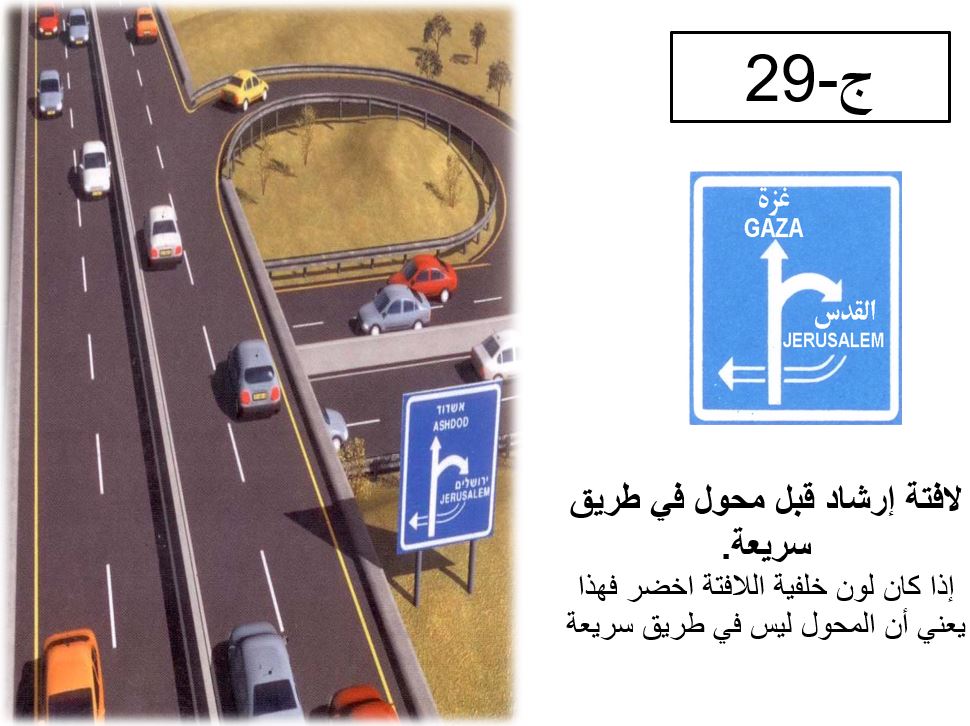 ج-29
غزة
GAZA
القدس
JERUSALEM
אשדוד
ASHDOD
ירושלים
JERUSALEM
لافتة إرشاد قبل محول في طريق
سريعة.
إذا كان لون خلفية اللافتة اخضر فهذا
يعني أن المحول ليس في طريق سريعة